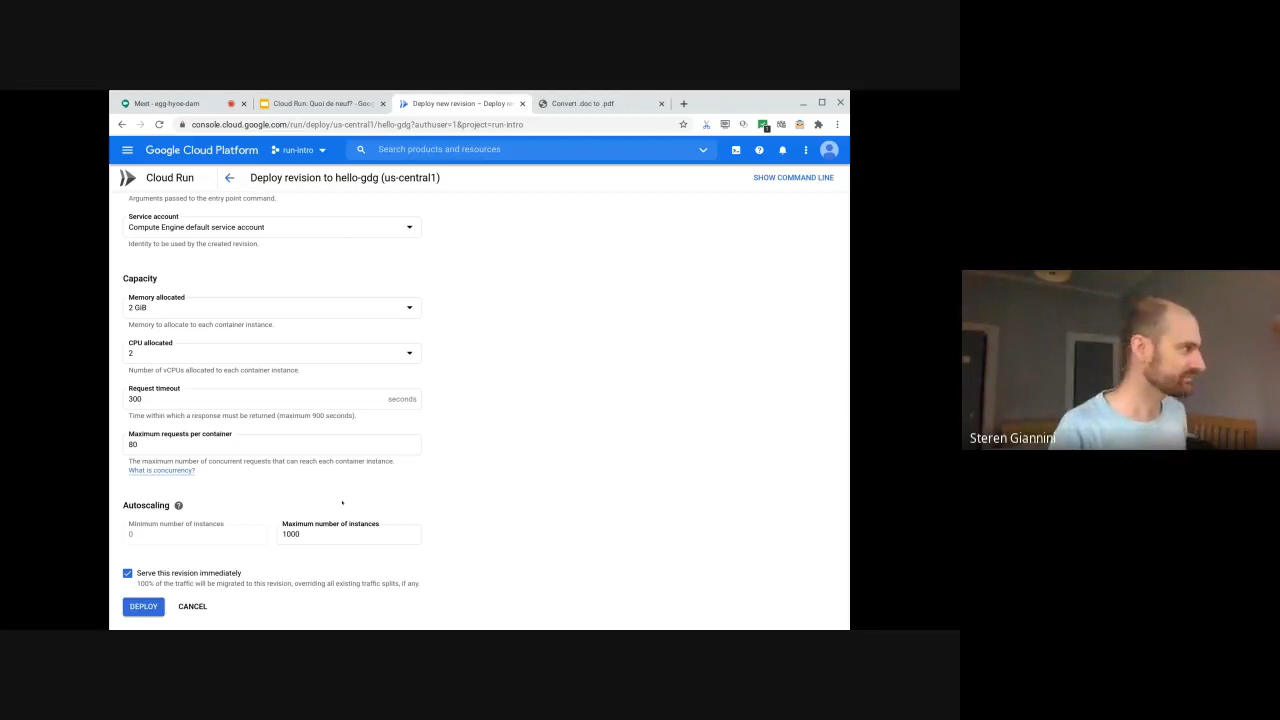 Meet - egg-hyoe-dam
Cloud Run: Quoi de neuf? - Goog
Deploy new revision – Deploy re
Convert .doc to .pdf
console.cloud.google.com/run/deploy/us-central1/hello-gdg?authuser=1&project=run-intro
Google Cloud Platform
run-intro
Search products and resources
Cloud Run
Deploy revision to hello-gdg (us-central1)
SHOW COMMAND LINE
Arguments passed to the entry point command.
Service account
Compute Engine default service account
Identity to be used by the created revision.
Capacity
Memory allocated
2 GiB
Memory to allocate to each container instance.
CPU allocated
2
Number of vCPUs allocated to each container instance.
Request timeout
300
seconds
Time within which a response must be returned (maximum 900 seconds).
Maximum requests per container
80
The maximum number of concurrent requests that can reach each container instance.
What is concurrency?
Autoscaling
Minimum number of instances
0
Maximum number of instances
1000
Serve this revision immediately
100% of the traffic will be migrated to this revision, overriding all existing traffic splits, if any.
DEPLOY
CANCEL
Steren Giannini